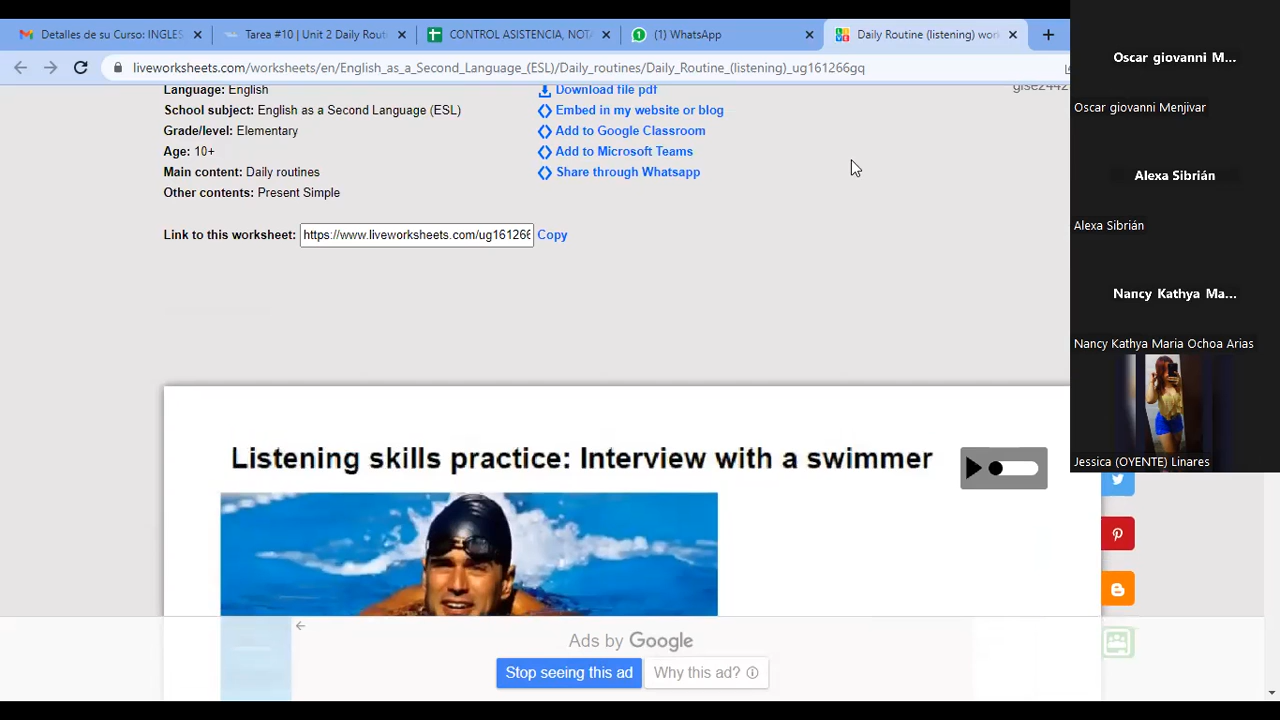 Detalles de su Curso: INGLES
Tarea #10 | Unit 2 Daily Routi
CONTROL ASISTENCIA, NOTA
(1) WhatsApp
Daily Routine (listening) wor
liveworksheets.com/worksheets/en/English_as_a_Second_Language_(ESL)/Daily_routines/Daily_Routine_(listening)_ug161266gq
Language: English
School subject: English as a Second Language (ESL)
Grade/level: Elementary
Age: 10+
Main content: Daily routines
Other contents: Present Simple
Download file pdf
Embed in my website or blog
Add to Google Classroom
Add to Microsoft Teams
Share through Whatsapp
Link to this worksheet: https://www.liveworksheets.com/ug161266 Copy
Listening skills practice: Interview with a swimmer
Ads by Google
Stop seeing this ad
Why this ad?
Oscar giovanni M...
Oscar giovanni Menjivar
Alexa Sibrián
Alexa Sibrián
Nancy Kathya Ma...
Nancy Kathya Maria Ochoa Arias
Jessica (OYENTE) Linares